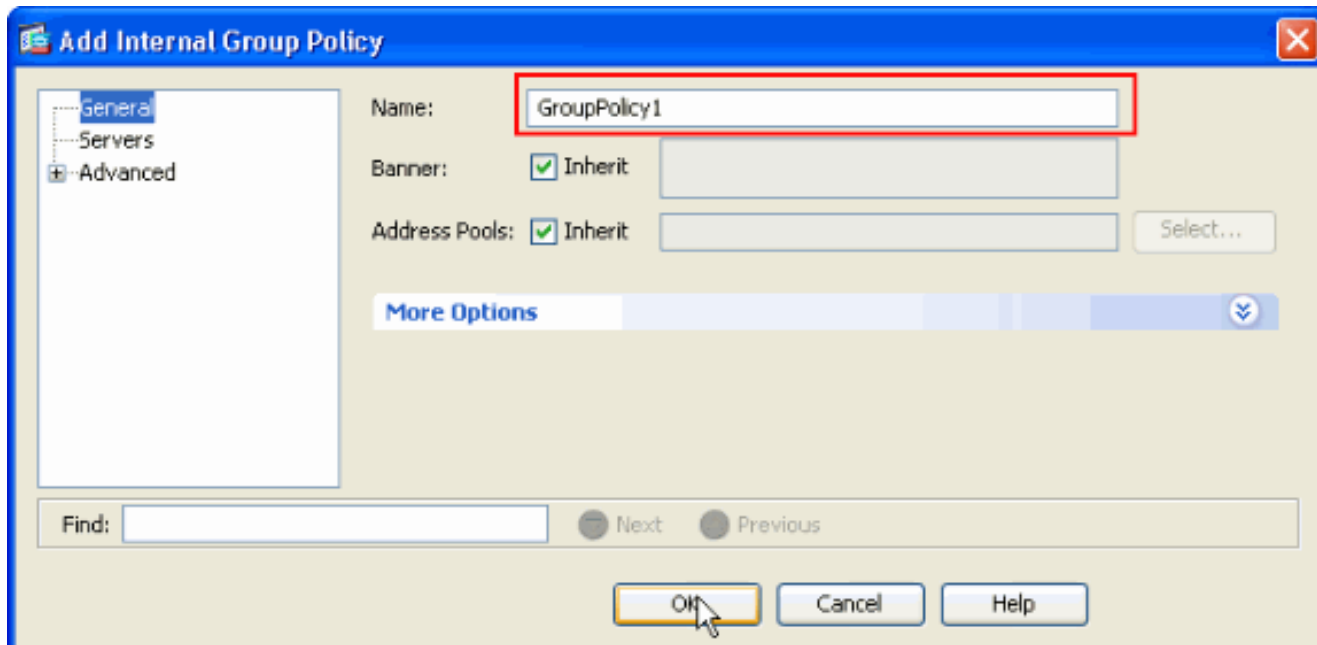 Add Internal Group Policy
General
Servers
Advanced
Name: GroupPolicy1
Banner: Inherit
Address Pools: Inherit Select...
More Options
Find: Next Previous
OK Cancel Help